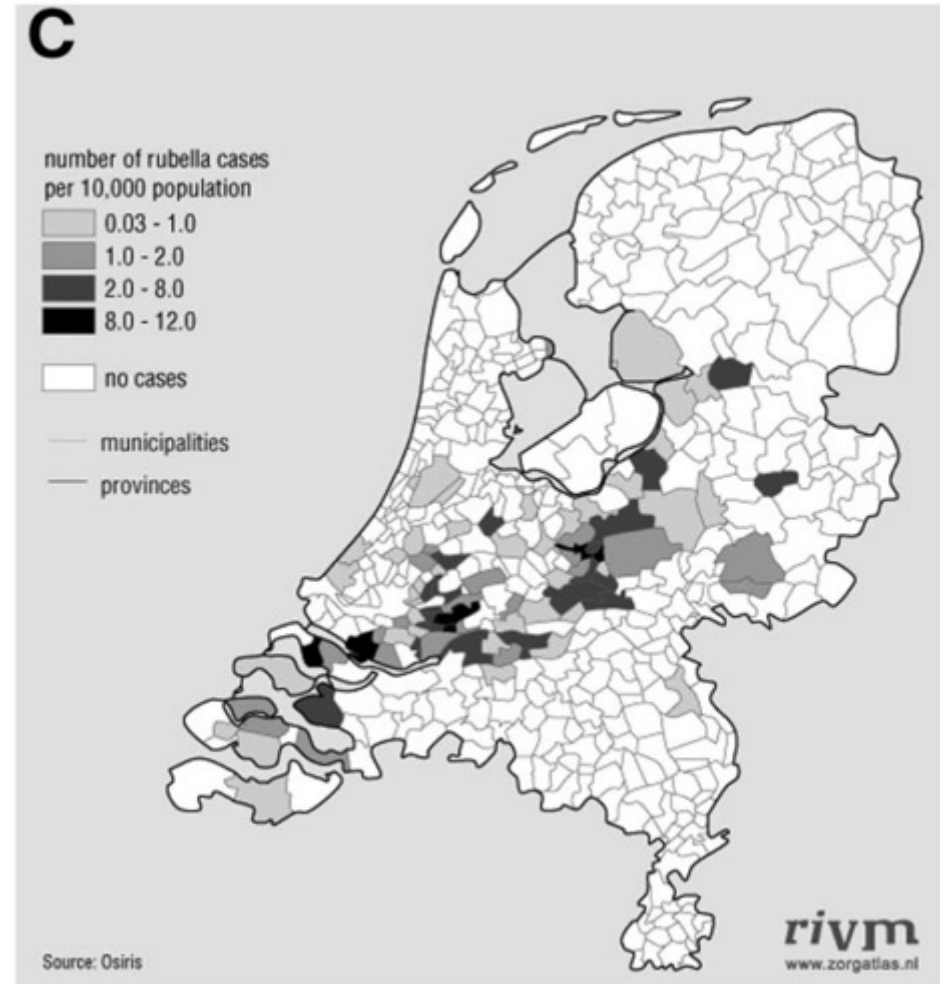 C
number of rubella cases
per 10,000 population
0.03 - 1.0
1.0 - 2.0
2.0 - 8.0
8.0 - 12.0
no cases
municipalities
provinces
Source: Osiris
rivm
www.zorgatlas.nl